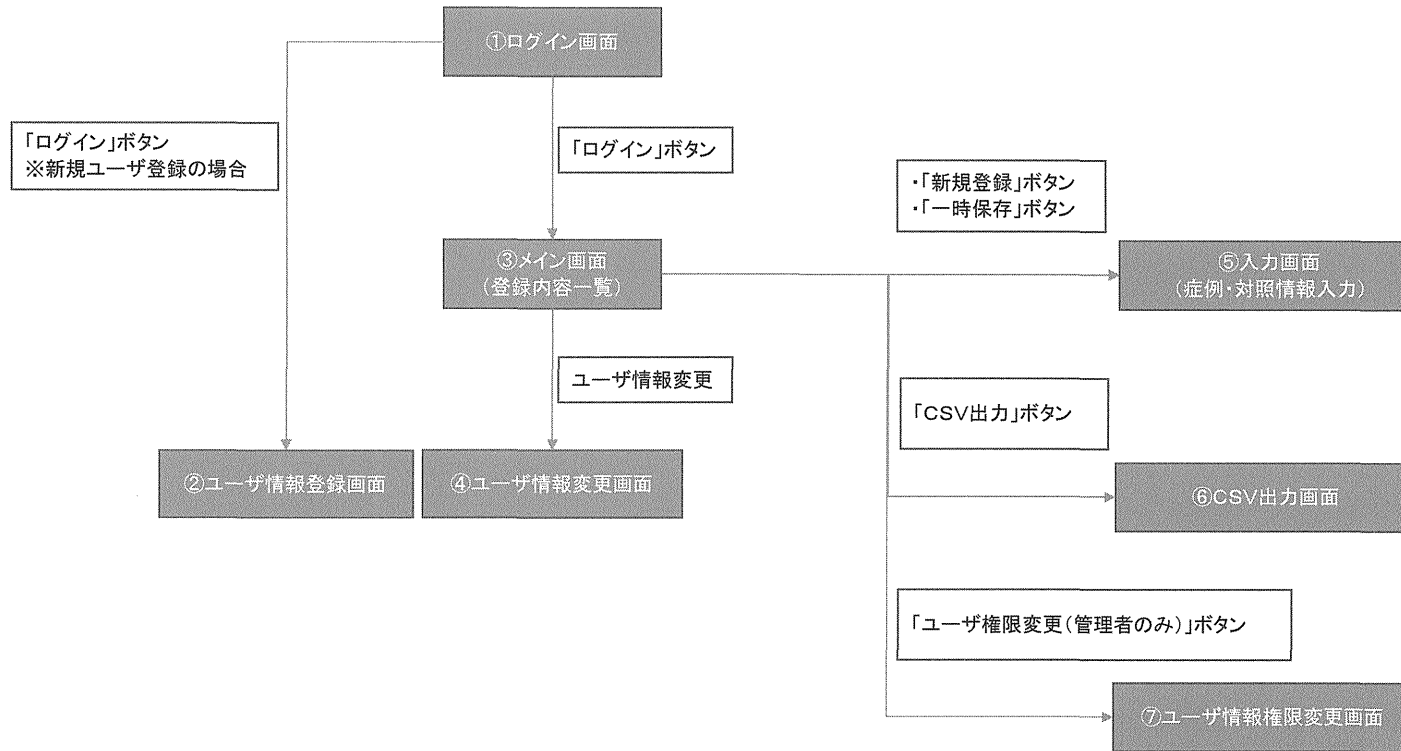 ①ログイン画面
「ログイン」ボタン
※新規ユーザ登録の場合
「ログイン」ボタン
・「新規登録」ボタン
・「一時保存」ボタン
③メイン画面
(登録内容一覧)
⑤入力画面
(症例・対照情報入力)
ユーザ情報変更
「CSV出力」ボタン
②ユーザ情報登録画面
④ユーザ情報変更画面
⑥CSV出力画面
「ユーザ権限変更(管理者のみ)」ボタン
⑦ユーザ情報権限変更画面